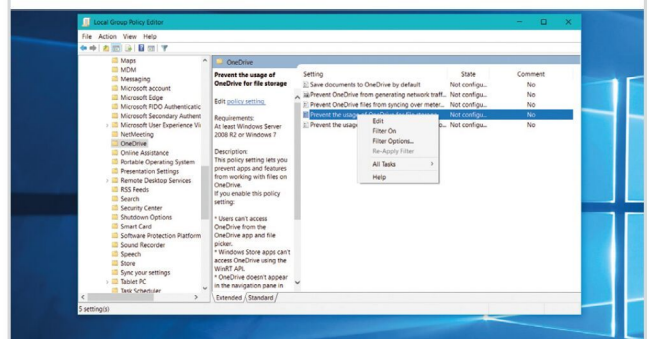 Local Group Policy Editor
File Action View Help
Maps
MDM
Messaging
Microsoft account
Microsoft Edge
Microsoft FIDO Authenticatic
Microsoft Secondary Authent
Microsoft User Experience Vi
NetMeeting
OneDrive
Online Assistance
Portable Operating System
Presentation Settings
Remote Desktop Services
RSS Feeds
Search
Security Center
Shutdown Options
Smart Card
Software Protection Platform
Sound Recorder
Speech
Store
Sync your settings
Tablet PC
Task Scheduler
5 setting(s)
OneDrive
Prevent the usage of
OneDrive for file storage
Edit policy setting
Requirements:
At least Windows Server
2008 R2 or Windows 7
Description:
This policy setting lets you
prevent apps and features
from working with files on
OneDrive.
If you enable this policy
setting:
* Users can't access
OneDrive from the
OneDrive app and file
picker.
* Windows Store apps can't
access OneDrive using the
WinRT API.
* OneDrive doesn't appear
in the navigation pane in
Setting State Comment
Save documents to OneDrive by default Not configu... No
Prevent OneDrive from generating network traff... Not configu... No
Prevent OneDrive files from syncing over meter... Not configu... No
Prevent the usage of OneDrive for file storage Not configu... No
Prevent the usag o... Not configu... No
Edit
Filter On
Filter Options...
Re-Apply Filter
All Tasks
Help
Extended Standard